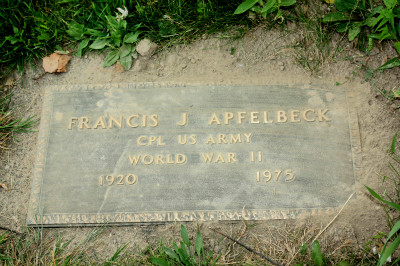 FRANCIS J APFELBECK
CPL US ARMY
WORLD WAR II
1920 1975